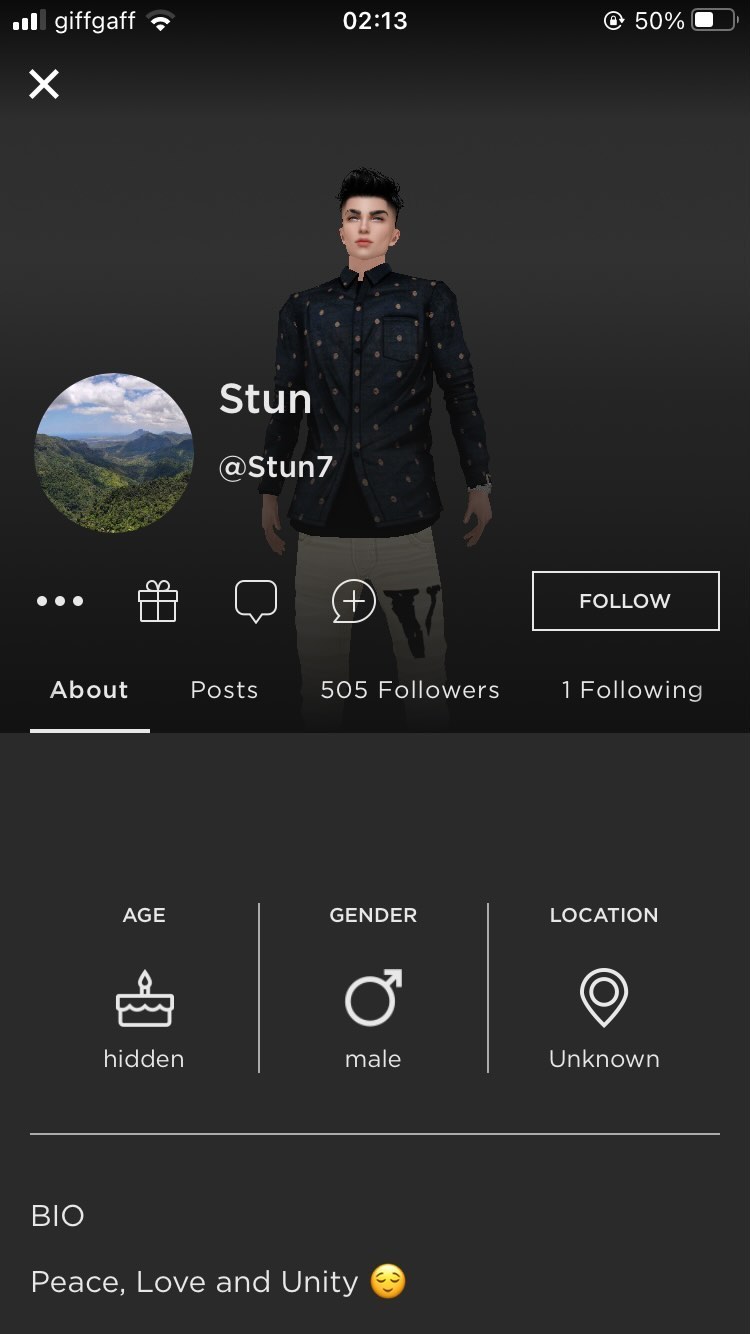 giffgaff 02:13 50%
Stun
@Stun7
FOLLOW
About Posts 505 Followers 1 Following
AGE GENDER LOCATION
hidden male Unknown
BIO
Peace, Love and Unity 😌